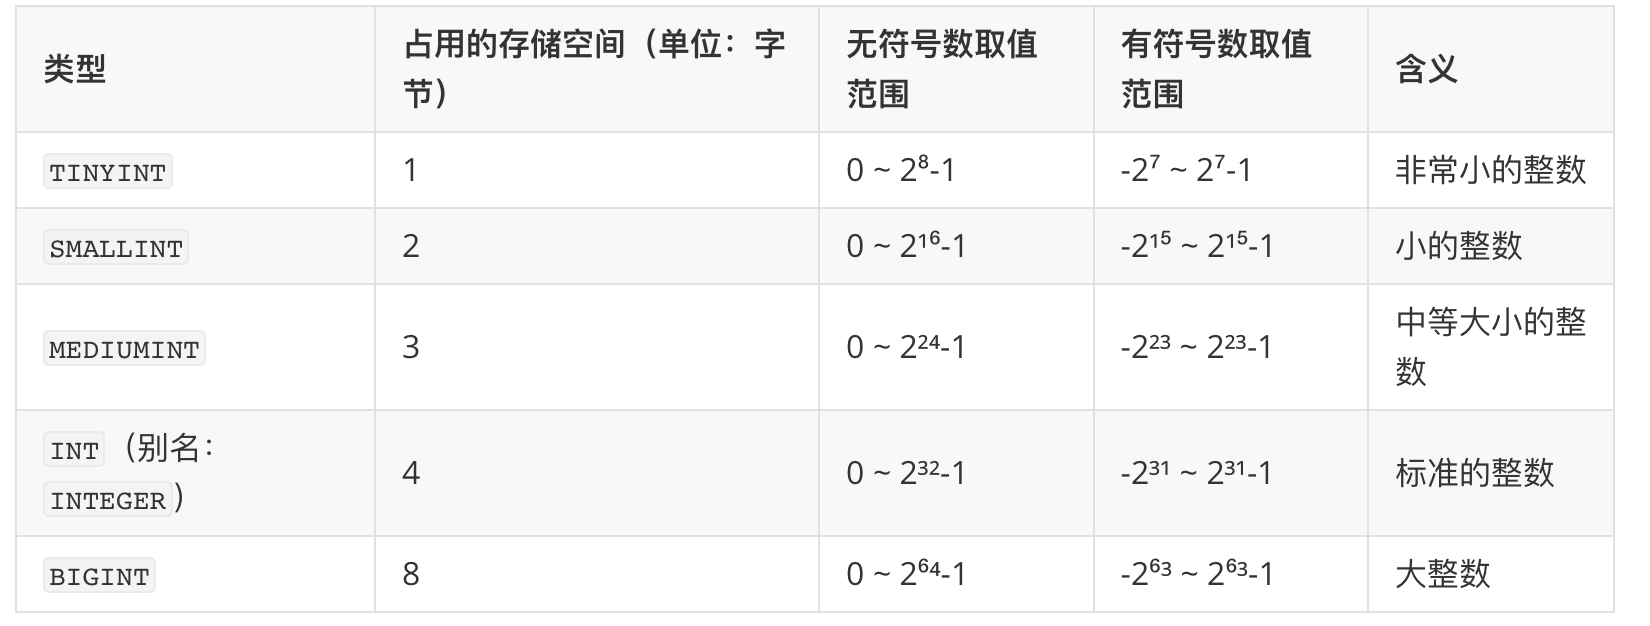 类型
占用的存储空间（单位：字
节）
无符号数取值
范围
有符号数取值
范围
含义
TINYINT
1
0 ~ 2⁸-1
-2⁷ ~ 2⁷-1
非常小的整数
SMALLINT
2
0 ~ 2¹⁶-1
-2¹⁵ ~ 2¹⁵-1
小的整数
MEDIUMINT
3
0 ~ 2²⁴-1
-2²³ ~ 2²³-1
中等大小的整
数
INT（别名：
INTEGER）
4
0 ~ 2³²-1
-2³¹ ~ 2³¹-1
标准的整数
BIGINT
8
0 ~ 2⁶⁴-1
-2⁶³ ~ 2⁶³-1
大整数